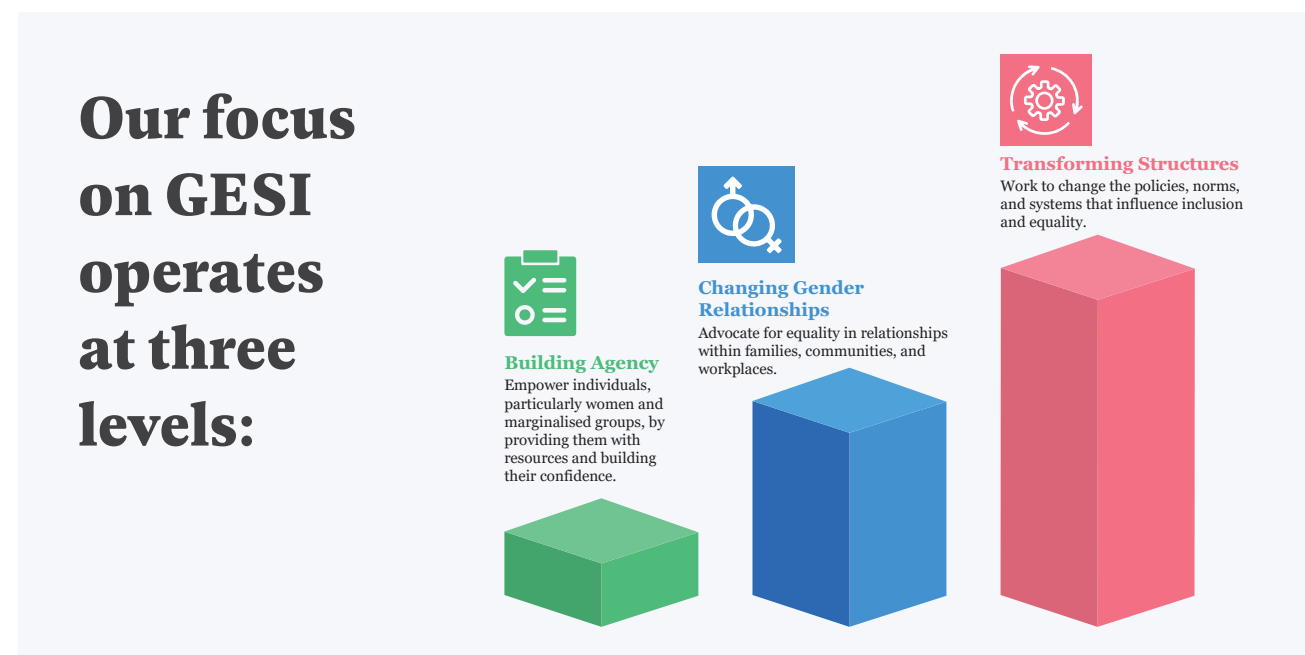 Our focus
on GESI
operates
at three
levels:
Building Agency
Empower individuals,
particularly women and
marginalised groups, by
providing them with
resources and building
their confidence.
Changing Gender
Relationships
Advocate for equality in relationships
within families, communities, and
workplaces.
Transforming Structures
Work to change the policies, norms,
and systems that influence inclusion
and equality.